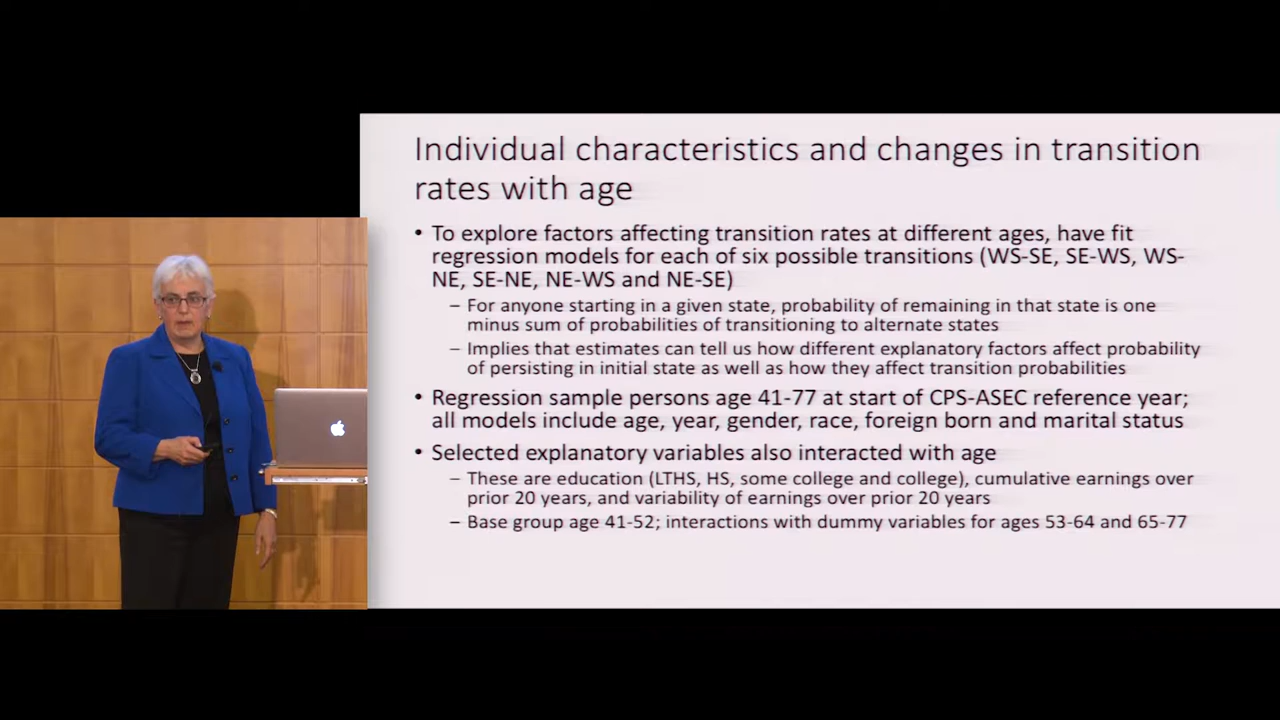 Individual characteristics and changes in transition
rates with age
• To explore factors affecting transition rates at different ages, have fit
regression models for each of six possible transitions (WS-SE, SE-WS, WS-
NE, SE-NE, NE-WS and NE-SE)
– For anyone starting in a given state, probability of remaining in that state is one
minus sum of probabilities of transitioning to alternate states
– Implies that estimates can tell us how different explanatory factors affect probability
of persisting in initial state as well as how they affect transition probabilities
• Regression sample persons age 41-77 at start of CPS-ASEC reference year;
all models include age, year, gender, race, foreign born and marital status
• Selected explanatory variables also interacted with age
– These are education (LTHS, HS, some college and college), cumulative earnings over
prior 20 years, and variability of earnings over prior 20 years
– Base group age 41-52; interactions with dummy variables for ages 53-64 and 65-77